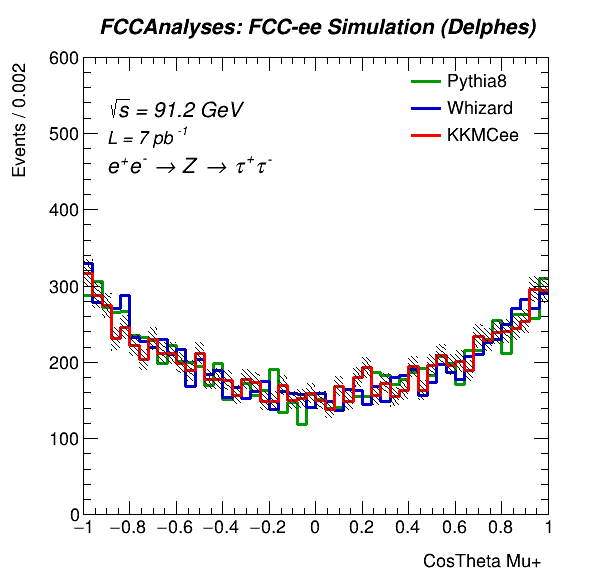 FCCAnalyses: FCC-ee Simulation (Delphes)
Events / 0.002
600
500
400
300
200
100
0
√s = 91.2 GeV
L = 7 pb⁻¹
e⁺e⁻ → Z → τ⁺τ⁻
Pythia8
Whizard
KKMCee
−1 −0.8 −0.6 −0.4 −0.2 0 0.2 0.4 0.6 0.8 1
CosTheta Mu+